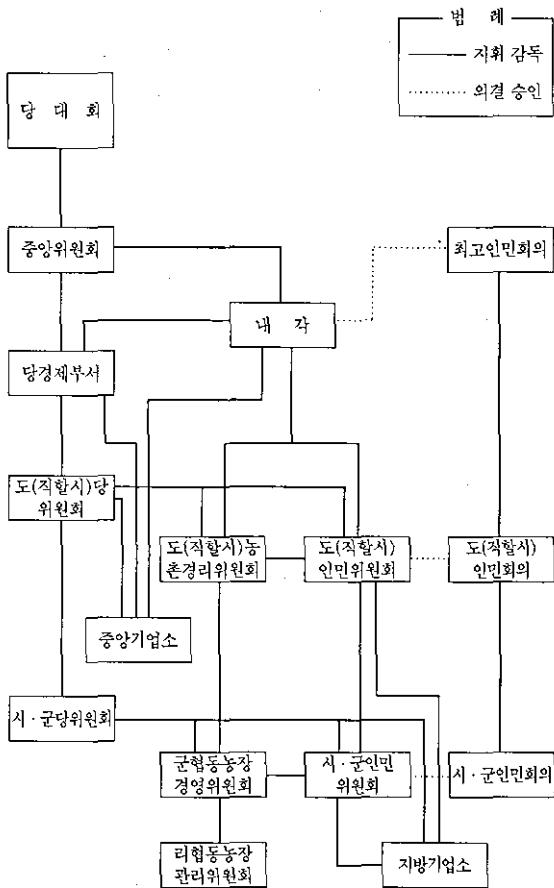 범 례
지휘 감독
의결 승인
당 대 회
중앙위원회
최고인민회의
내 각
당경제부서
도(직할시)당
위원회
도(직할시)농
촌경리위원회
도(직할시)
인민위원회
도(직할시)
인민회의
중앙기업소
시·군당위원회
군협동농장
경영위원회
시·군인민
위원회
시·군인민회의
리협동농장
관리위원회
지방기업소